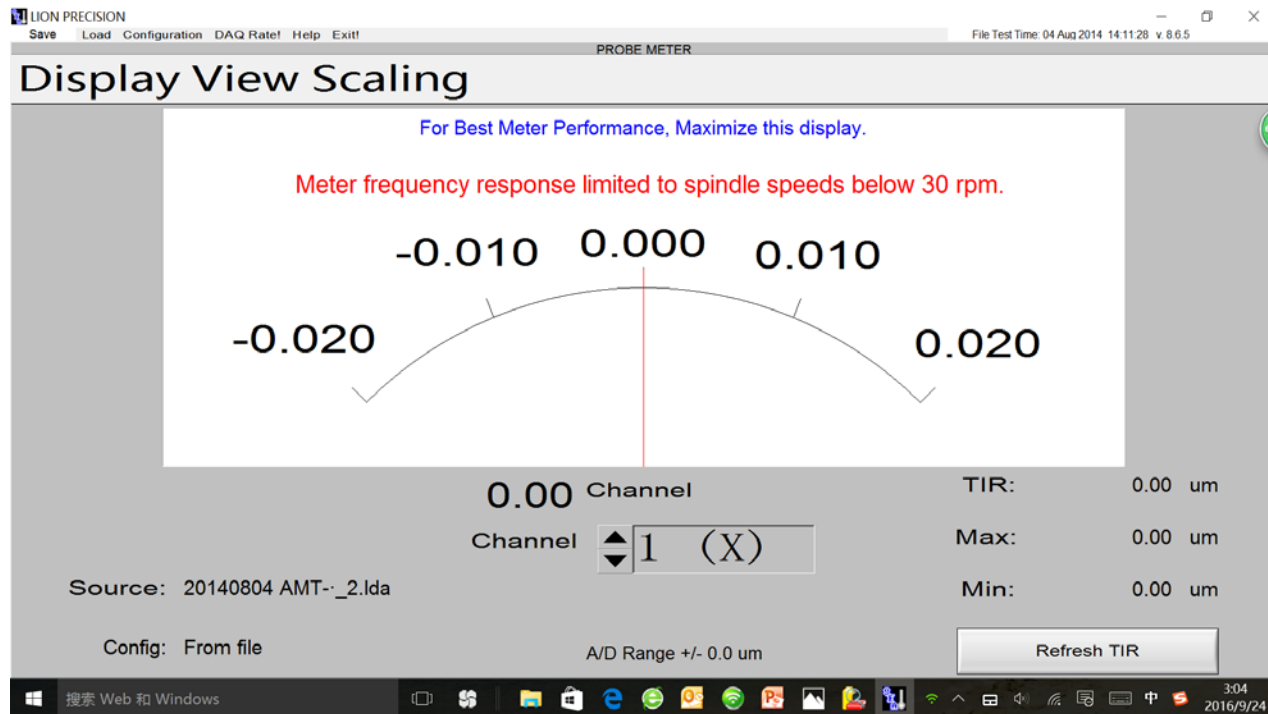 LION PRECISION
Save Load Configuration DAQ Rate! Help Exit! File Test Time: 04 Aug 2014 14:11:28 v. 8.6.5
PROBE METER
Display View Scaling
For Best Meter Performance, Maximize this display.
Meter frequency response limited to spindle speeds below 30 rpm.
-0.010 0.000 0.010
-0.020 0.020
0.00 Channel TIR: 0.00 um
Channel 1 (X) Max: 0.00 um
Source: 20140804 AMT-·_2.lda Min: 0.00 um
Config: From file A/D Range +/- 0.0 um Refresh TIR
搜索 Web 和 Windows 中 3:04
2016/9/24